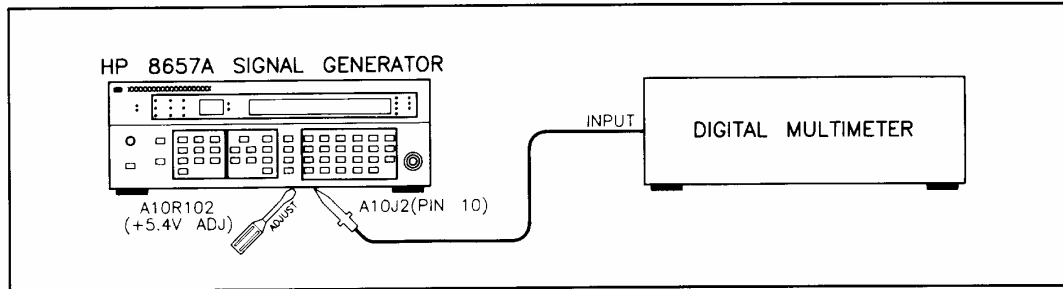 HP 8657A SIGNAL GENERATOR
INPUT
DIGITAL MULTIMETER
A10R102
(+5.4V ADJ)
ADJUST
A10J2(PIN 10)